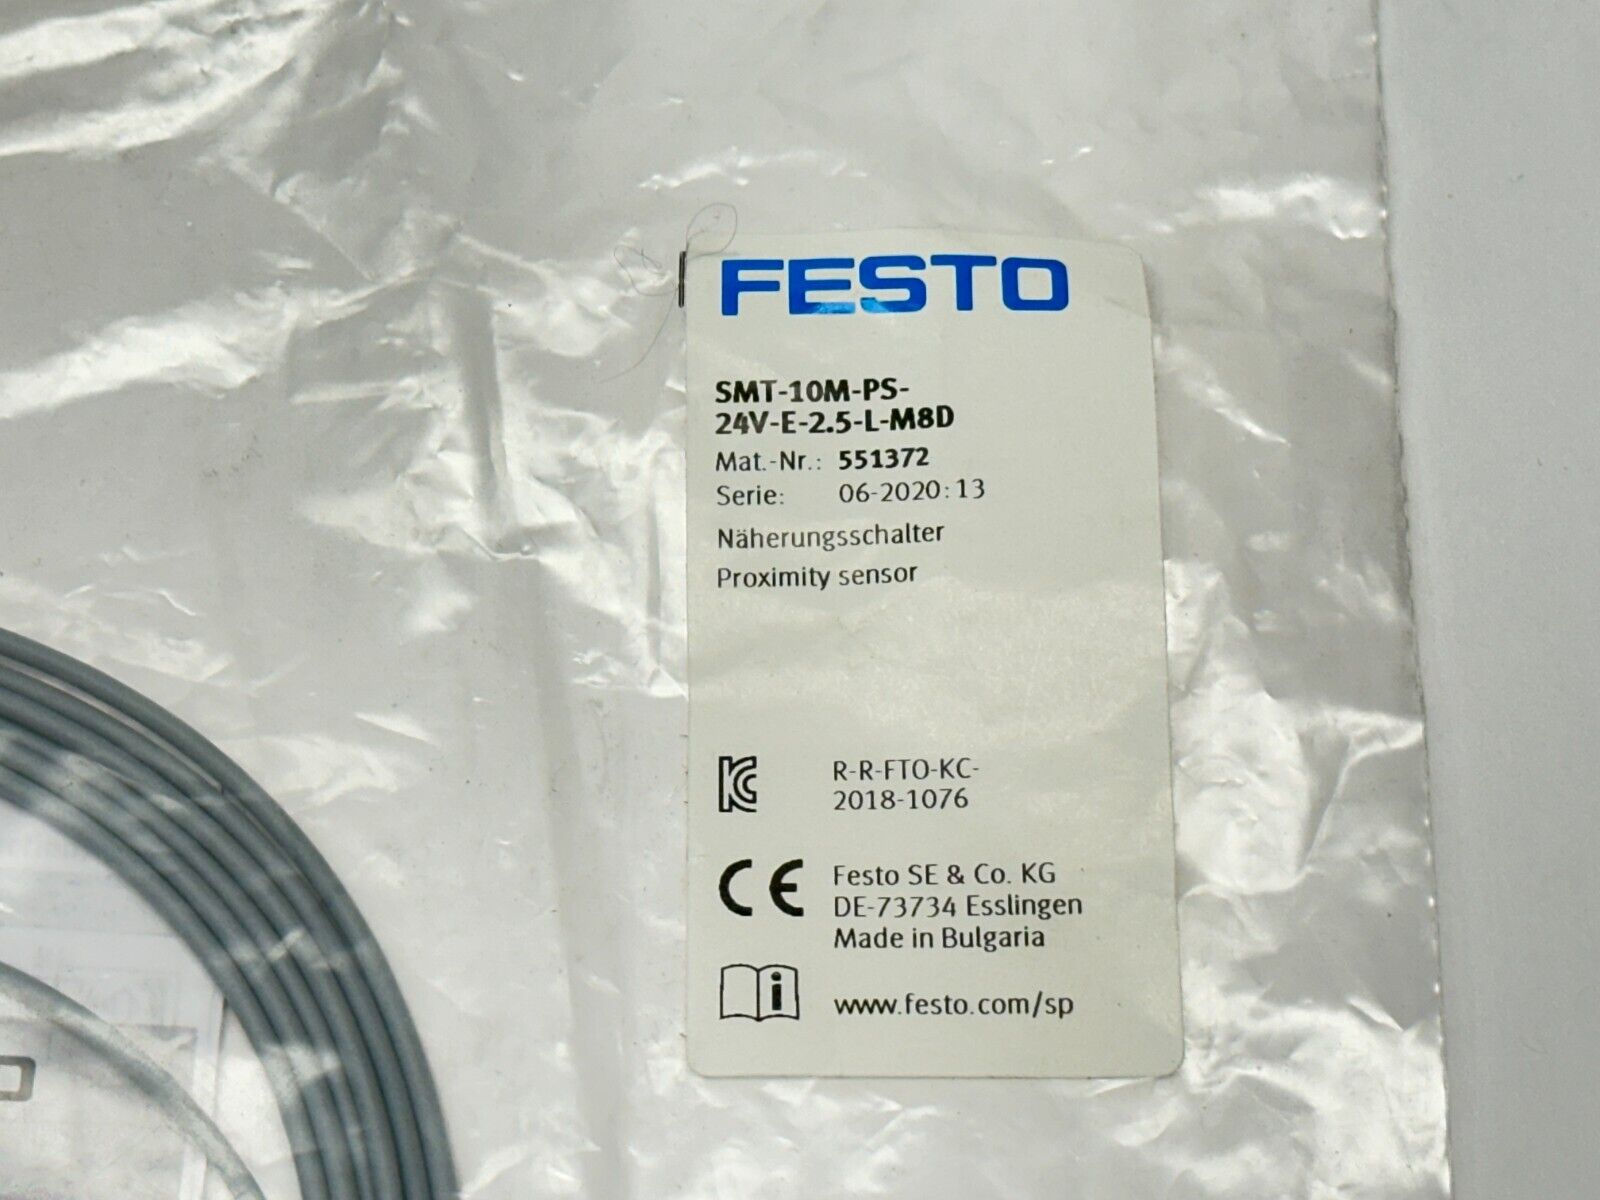 FESTO
SMT-10M-PS-
24V-E-2.5-L-M8D
Mat.-Nr.: 551372
Serie: 06-2020:13
Näherungsschalter
Proximity sensor
R-R-FTO-KC-
2018-1076
CE Festo SE & Co. KG
DE-73734 Esslingen
Made in Bulgaria
www.festo.com/sp